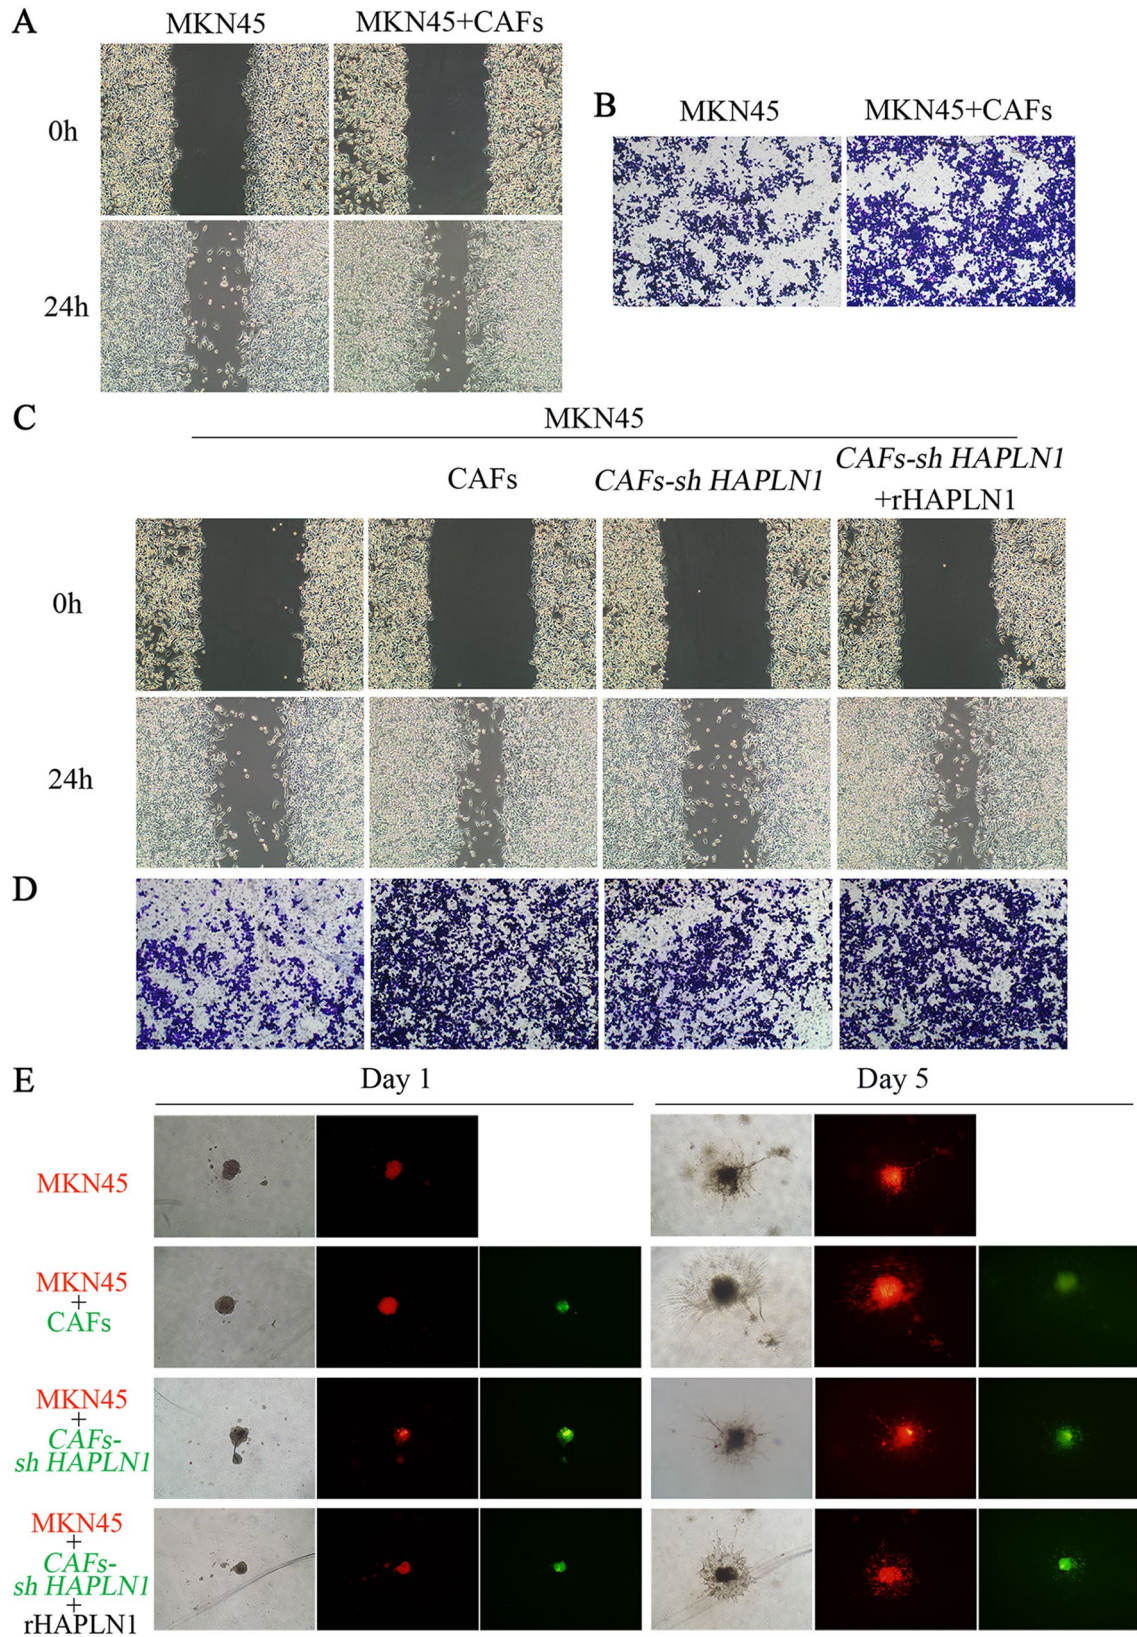 A
MKN45
MKN45+CAFs
0h
24h
B
MKN45
MKN45+CAFs
C
MKN45
CAFs
CAFs-sh HAPLN1
CAFs-sh HAPLN1
+rHAPLN1
0h
24h
D
E
Day 1
Day 5
MKN45
MKN45
+
CAFs
MKN45
+
CAFs-
sh HAPLN1
MKN45
+
CAFs-
sh HAPLN1
+
rHAPLN1